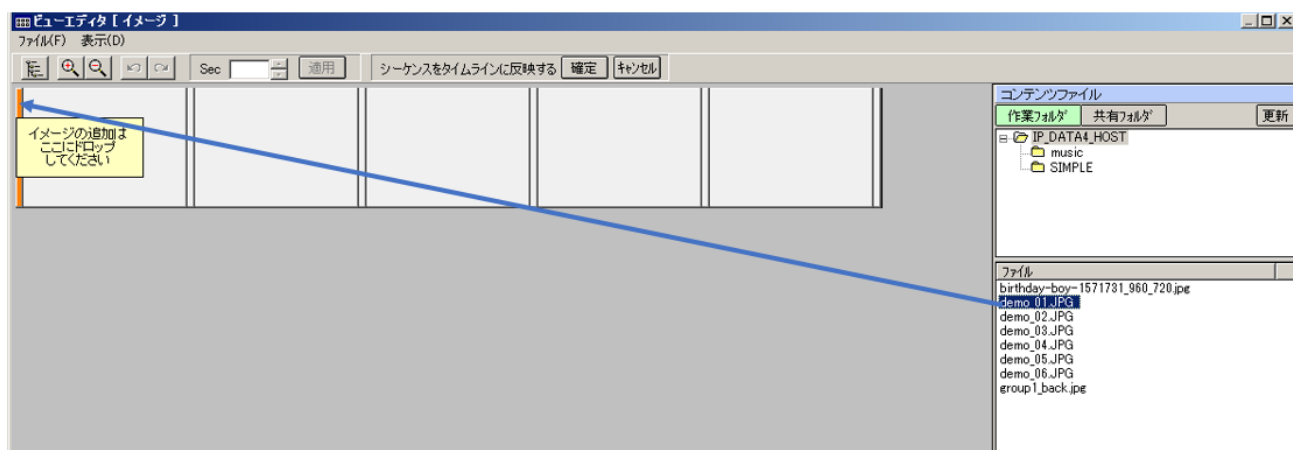 ビューエディタ [ イメージ ]
ファイル(F) 表示(D)
Sec 適用 シーケンスをタイムラインに反映する 確定 キャンセル
イメージの追加は
ここにドロップ
してください
コンテンツファイル
作業フォルダ 共有フォルダ 更新
IP_DATA4_HOST
music
SIMPLE
ファイル
birthday-boy-1571731_960_720.jpg
demo_01.JPG
demo_02.JPG
demo_03.JPG
demo_04.JPG
demo_05.JPG
demo_06.JPG
group1_back.jpg